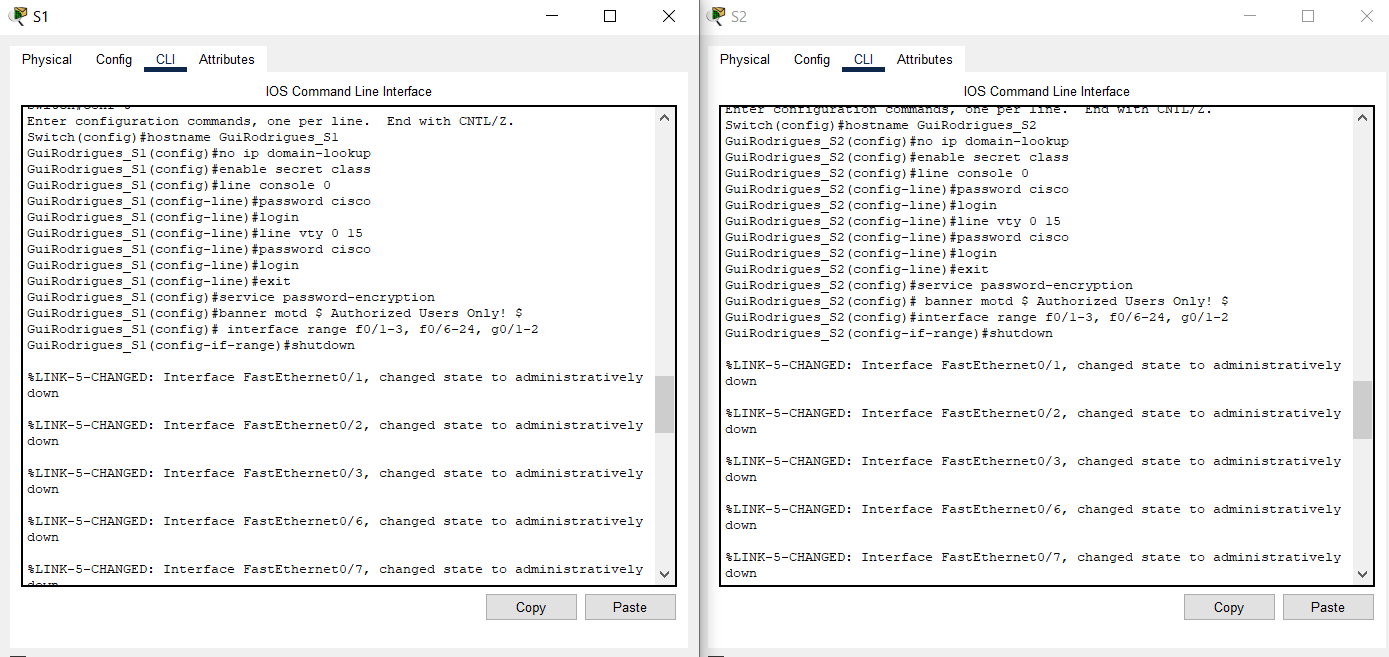 S1
Physical Config CLI Attributes
IOS Command Line Interface
Enter configuration commands, one per line.  End with CNTL/Z.
Switch(config)#hostname GuiRodrigues_S1
GuiRodrigues_S1(config)#no ip domain-lookup
GuiRodrigues_S1(config)#enable secret class
GuiRodrigues_S1(config)#line console 0
GuiRodrigues_S1(config-line)#password cisco
GuiRodrigues_S1(config-line)#login
GuiRodrigues_S1(config-line)#line vty 0 15
GuiRodrigues_S1(config-line)#password cisco
GuiRodrigues_S1(config-line)#login
GuiRodrigues_S1(config-line)#exit
GuiRodrigues_S1(config)#service password-encryption
GuiRodrigues_S1(config)#banner motd $ Authorized Users Only! $
GuiRodrigues_S1(config)# interface range f0/1-3, f0/6-24, g0/1-2
GuiRodrigues_S1(config-if-range)#shutdown
%LINK-5-CHANGED: Interface FastEthernet0/1, changed state to administratively
down
%LINK-5-CHANGED: Interface FastEthernet0/2, changed state to administratively
down
%LINK-5-CHANGED: Interface FastEthernet0/3, changed state to administratively
down
%LINK-5-CHANGED: Interface FastEthernet0/6, changed state to administratively
down
%LINK-5-CHANGED: Interface FastEthernet0/7, changed state to administratively
down
Copy Paste
S2
Physical Config CLI Attributes
IOS Command Line Interface
Enter configuration commands, one per line.  End with CNTL/Z.
Switch(config)#hostname GuiRodrigues_S2
GuiRodrigues_S2(config)#no ip domain-lookup
GuiRodrigues_S2(config)#enable secret class
GuiRodrigues_S2(config)#line console 0
GuiRodrigues_S2(config-line)#password cisco
GuiRodrigues_S2(config-line)#login
GuiRodrigues_S2(config-line)#line vty 0 15
GuiRodrigues_S2(config-line)#password cisco
GuiRodrigues_S2(config-line)#login
GuiRodrigues_S2(config-line)#exit
GuiRodrigues_S2(config)#service password-encryption
GuiRodrigues_S2(config)# banner motd $ Authorized Users Only! $
GuiRodrigues_S2(config)#interface range f0/1-3, f0/6-24, g0/1-2
GuiRodrigues_S2(config-if-range)#shutdown
%LINK-5-CHANGED: Interface FastEthernet0/1, changed state to administratively
down
%LINK-5-CHANGED: Interface FastEthernet0/2, changed state to administratively
down
%LINK-5-CHANGED: Interface FastEthernet0/3, changed state to administratively
down
%LINK-5-CHANGED: Interface FastEthernet0/6, changed state to administratively
down
%LINK-5-CHANGED: Interface FastEthernet0/7, changed state to administratively
down
Copy Paste